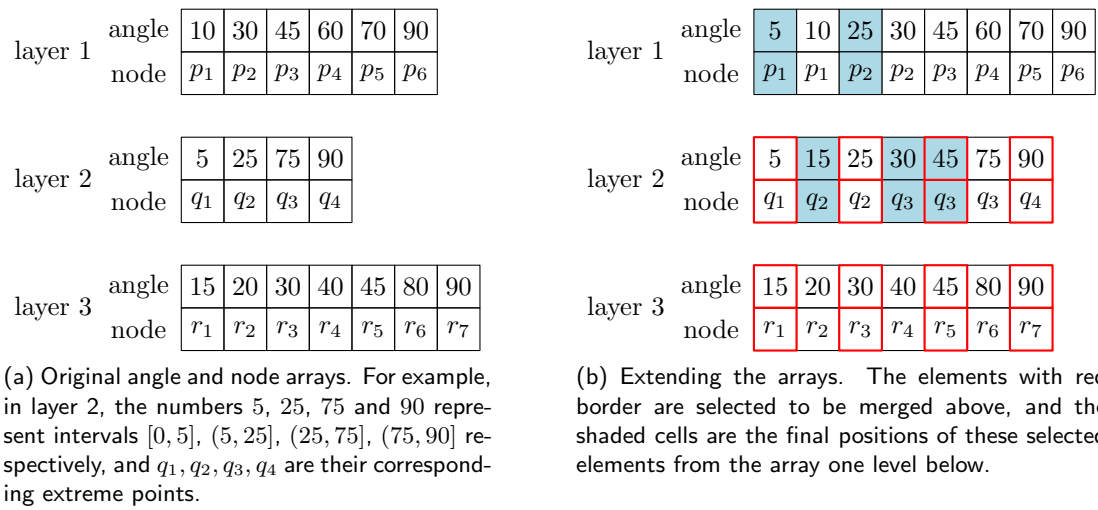 angle 10 30 45 60 70 90
layer 1
node p1 p2 p3 p4 p5 p6
angle 5 25 75 90
layer 2
node q1 q2 q3 q4
angle 15 20 30 40 45 80 90
layer 3
node r1 r2 r3 r4 r5 r6 r7
(a) Original angle and node arrays. For example,
in layer 2, the numbers 5, 25, 75 and 90 repre-
sent intervals [0, 5], (5, 25], (25, 75], (75, 90] re-
spectively, and q1, q2, q3, q4 are their correspond-
ing extreme points.
angle 5 10 25 30 45 60 70 90
layer 1
node p1 p1 p2 p2 p3 p4 p5 p6
angle 5 15 25 30 45 75 90
layer 2
node q1 q2 q2 q3 q3 q3 q4
angle 15 20 30 40 45 80 90
layer 3
node r1 r2 r3 r4 r5 r6 r7
(b) Extending the arrays. The elements with red
border are selected to be merged above, and the
shaded cells are the final positions of these selected
elements from the array one level below.